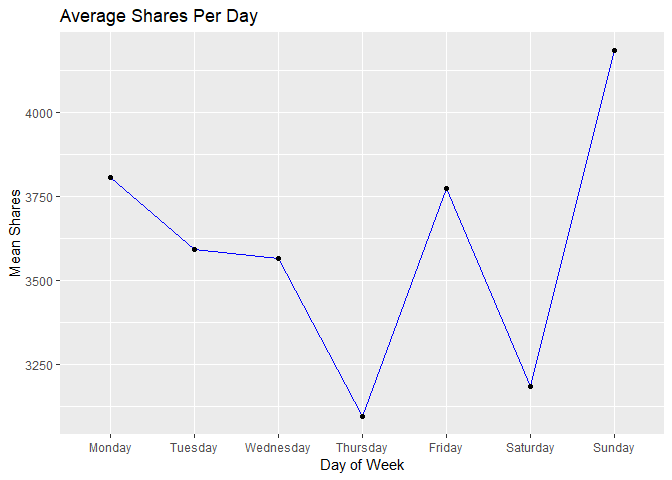 Average Shares Per Day
Mean Shares
4000
3750
3500
3250
Monday Tuesday Wednesday Thursday Friday Saturday Sunday
Day of Week